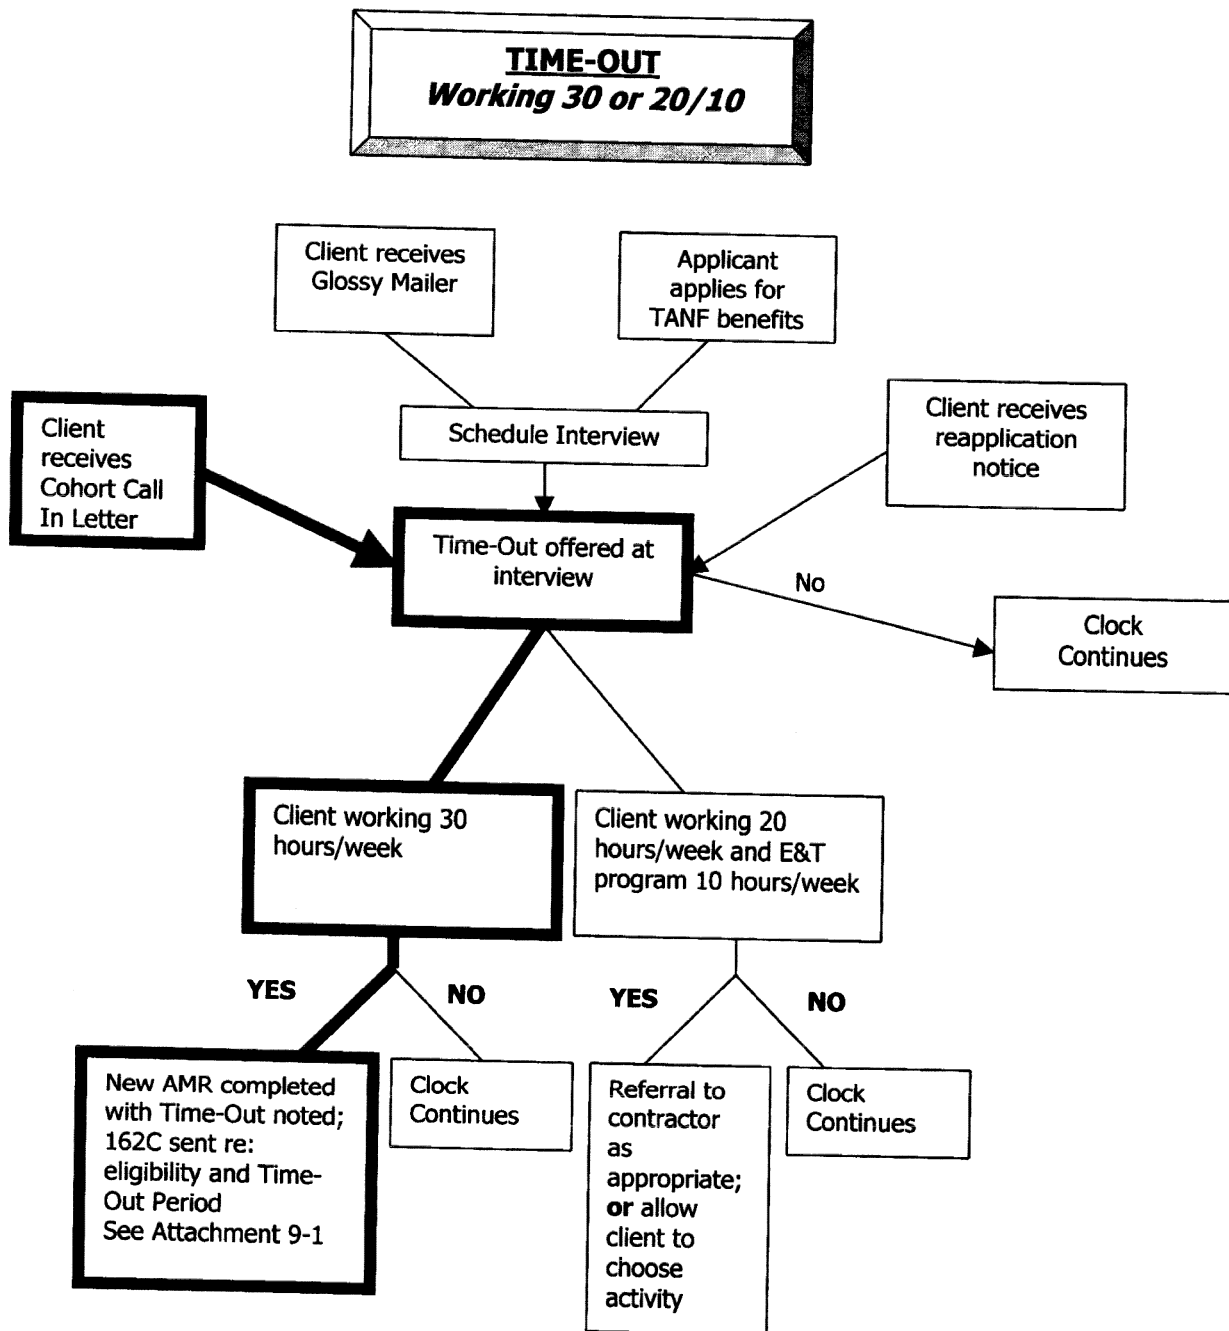 TIME-OUT
Working 30 or 20/10
Client receives
Glossy Mailer
Applicant
applies for
TANF benefits
Client
receives
Cohort Call
In Letter
Schedule Interview
Client receives
reapplication
notice
Time-Out offered at
interview
No
Clock
Continues
Client working 30
hours/week
Client working 20
hours/week and E&T
program 10 hours/week
YES
NO
YES
NO
New AMR completed
with Time-Out noted;
162C sent re:
eligibility and Time-
Out Period
See Attachment 9-1
Clock
Continues
Referral to
contractor
as
appropriate;
or allow
client to
choose
activity
Clock
Continues